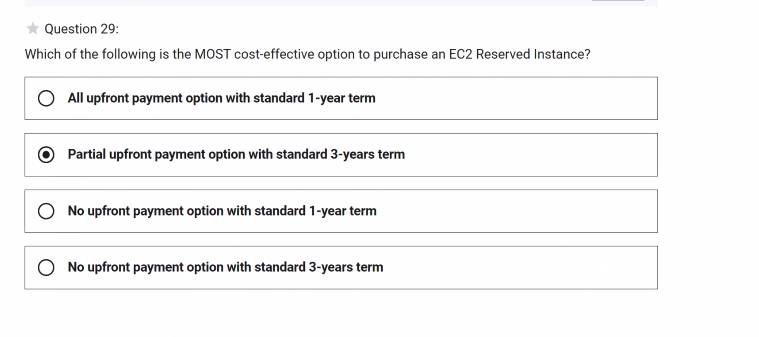 Question 29:
Which of the following is the MOST cost-effective option to purchase an EC2 Reserved Instance?
All upfront payment option with standard 1-year term
Partial upfront payment option with standard 3-years term
No upfront payment option with standard 1-year term
No upfront payment option with standard 3-years term